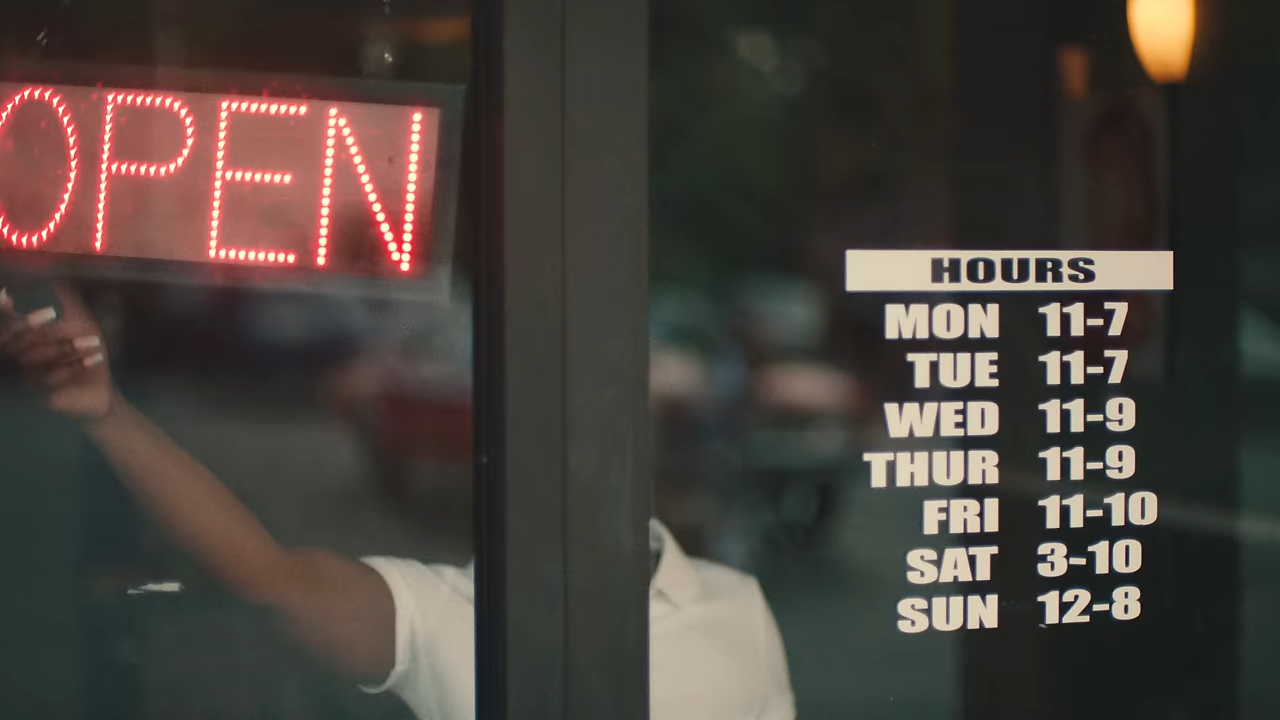 OPEN
HOURS
MON 11-7
TUE 11-7
WED 11-9
THUR 11-9
FRI 11-10
SAT 3-10
SUN 12-8